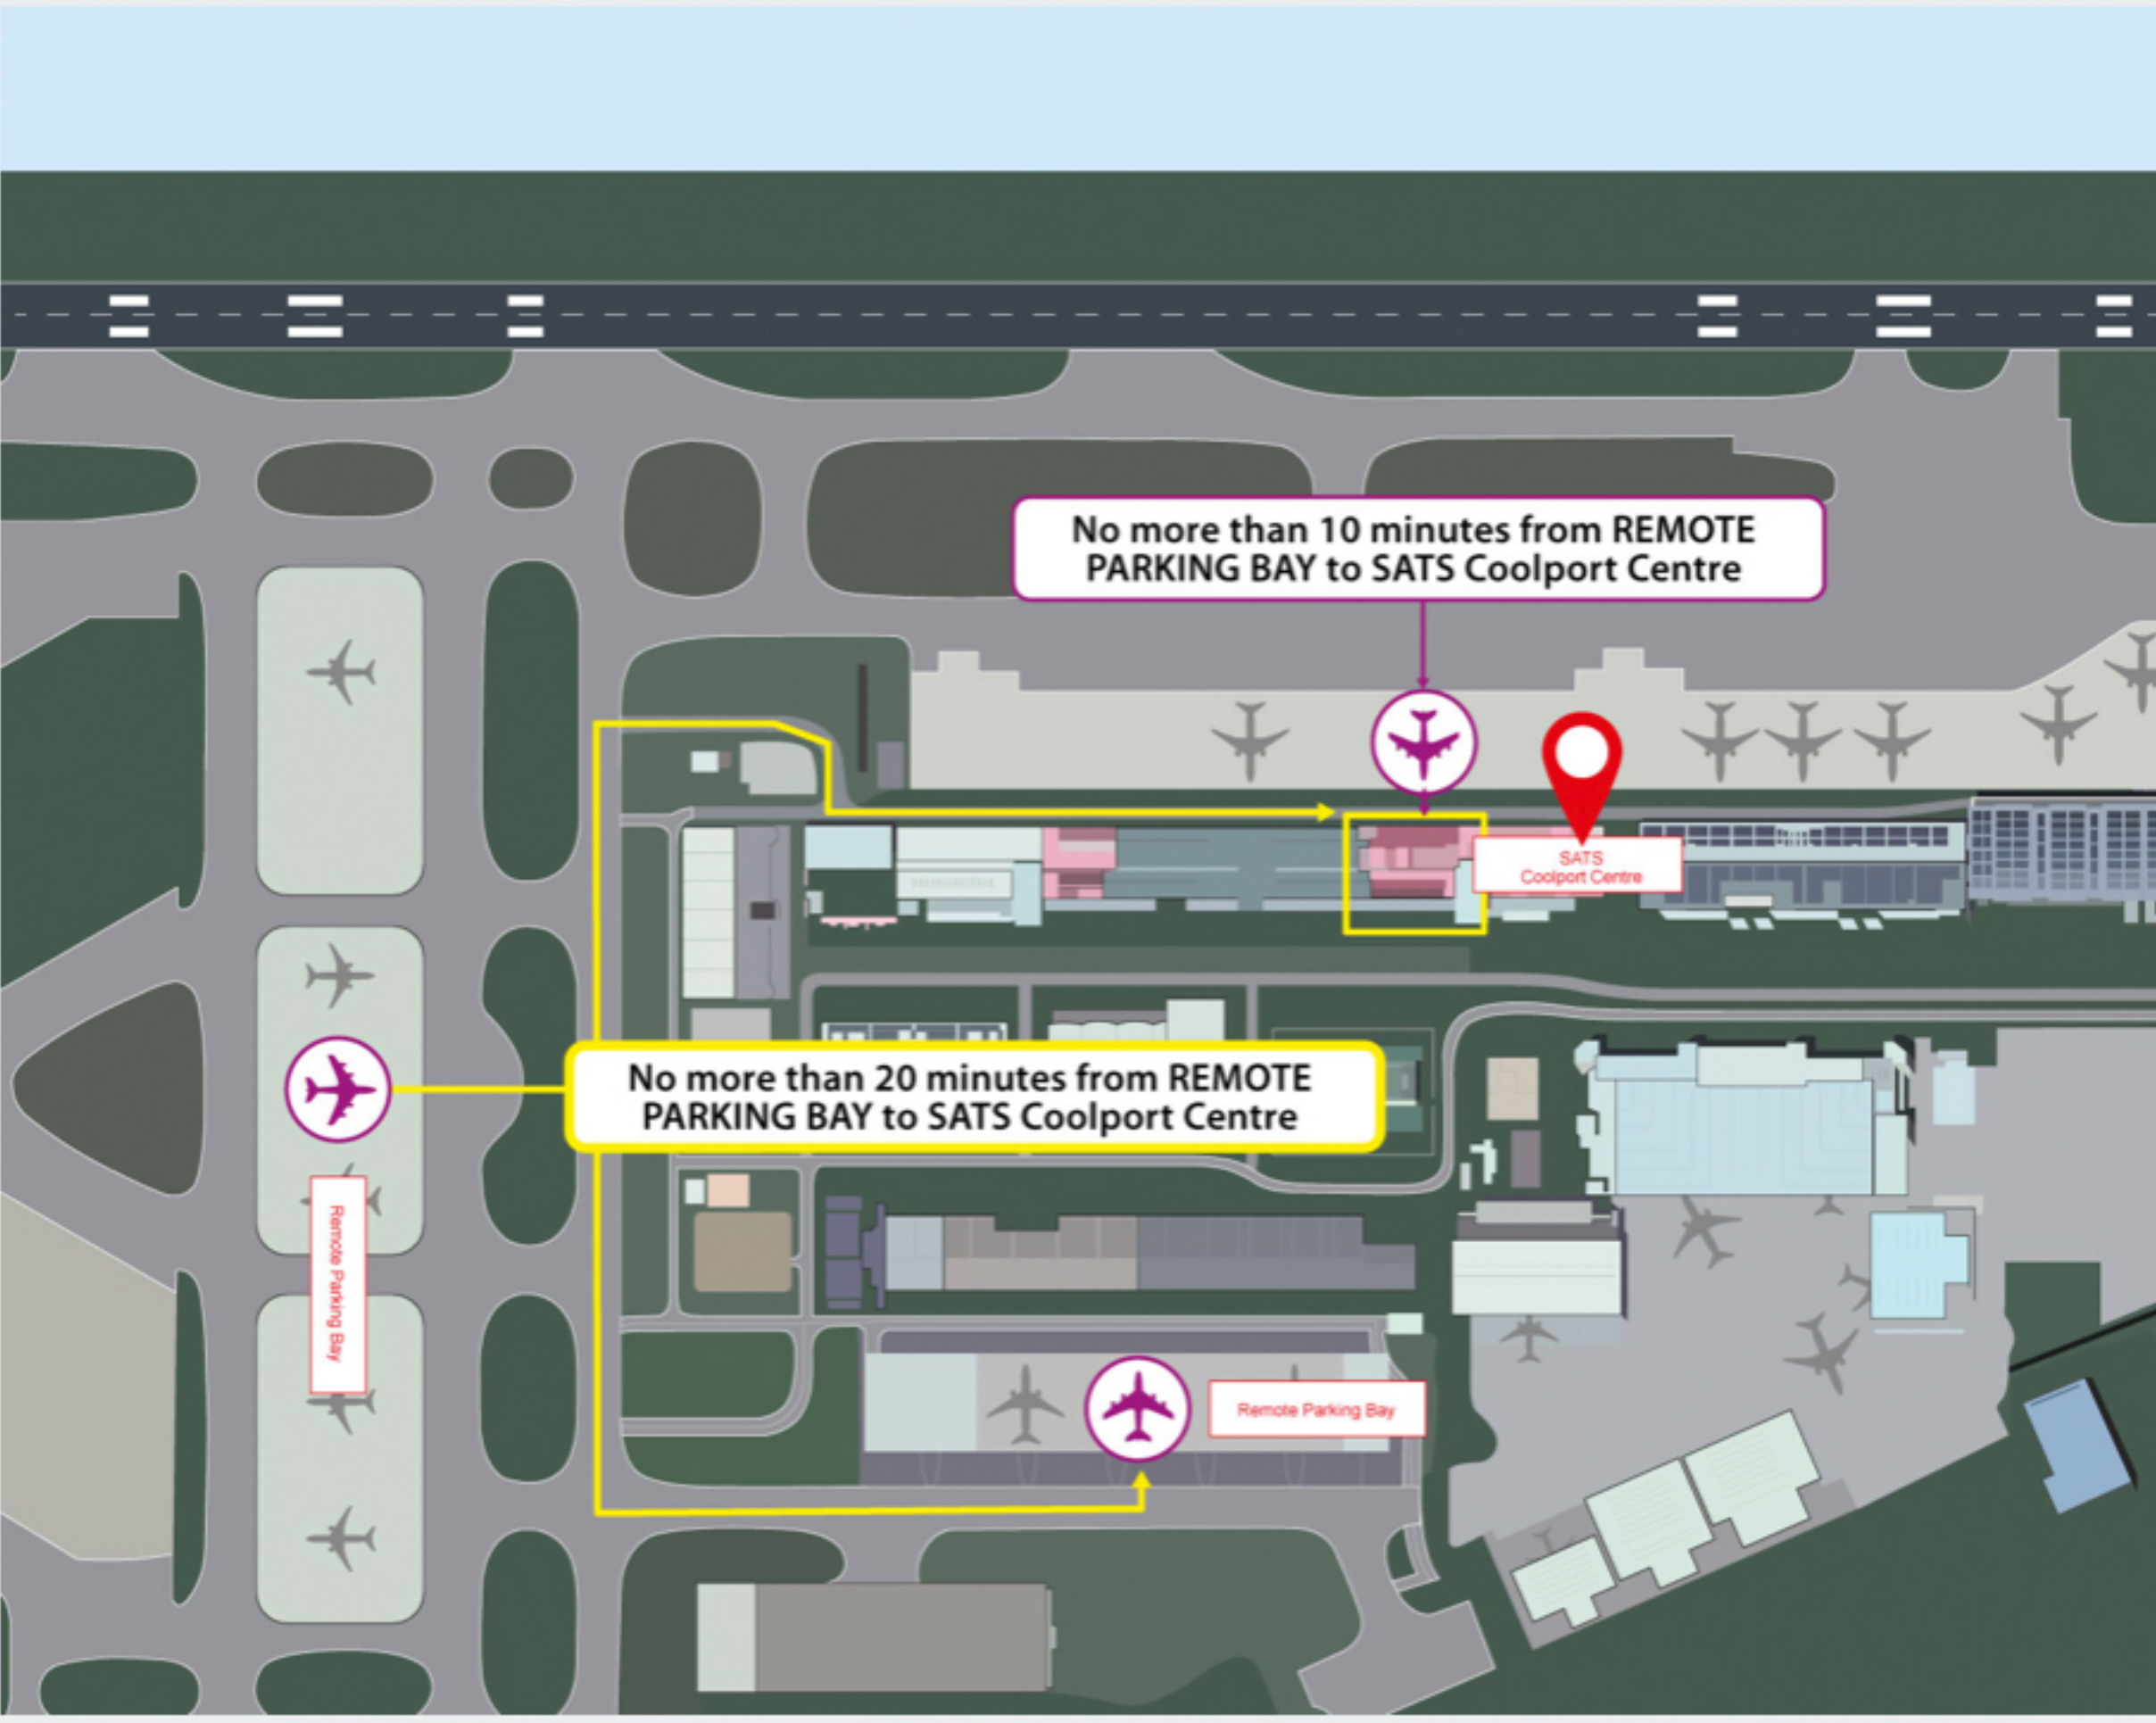 No more than 10 minutes from REMOTE
PARKING BAY to SATS Coolport Centre
SATS
Coolport Centre
No more than 20 minutes from REMOTE
PARKING BAY to SATS Coolport Centre
Remote Parking Bay
Remote Parking Bay